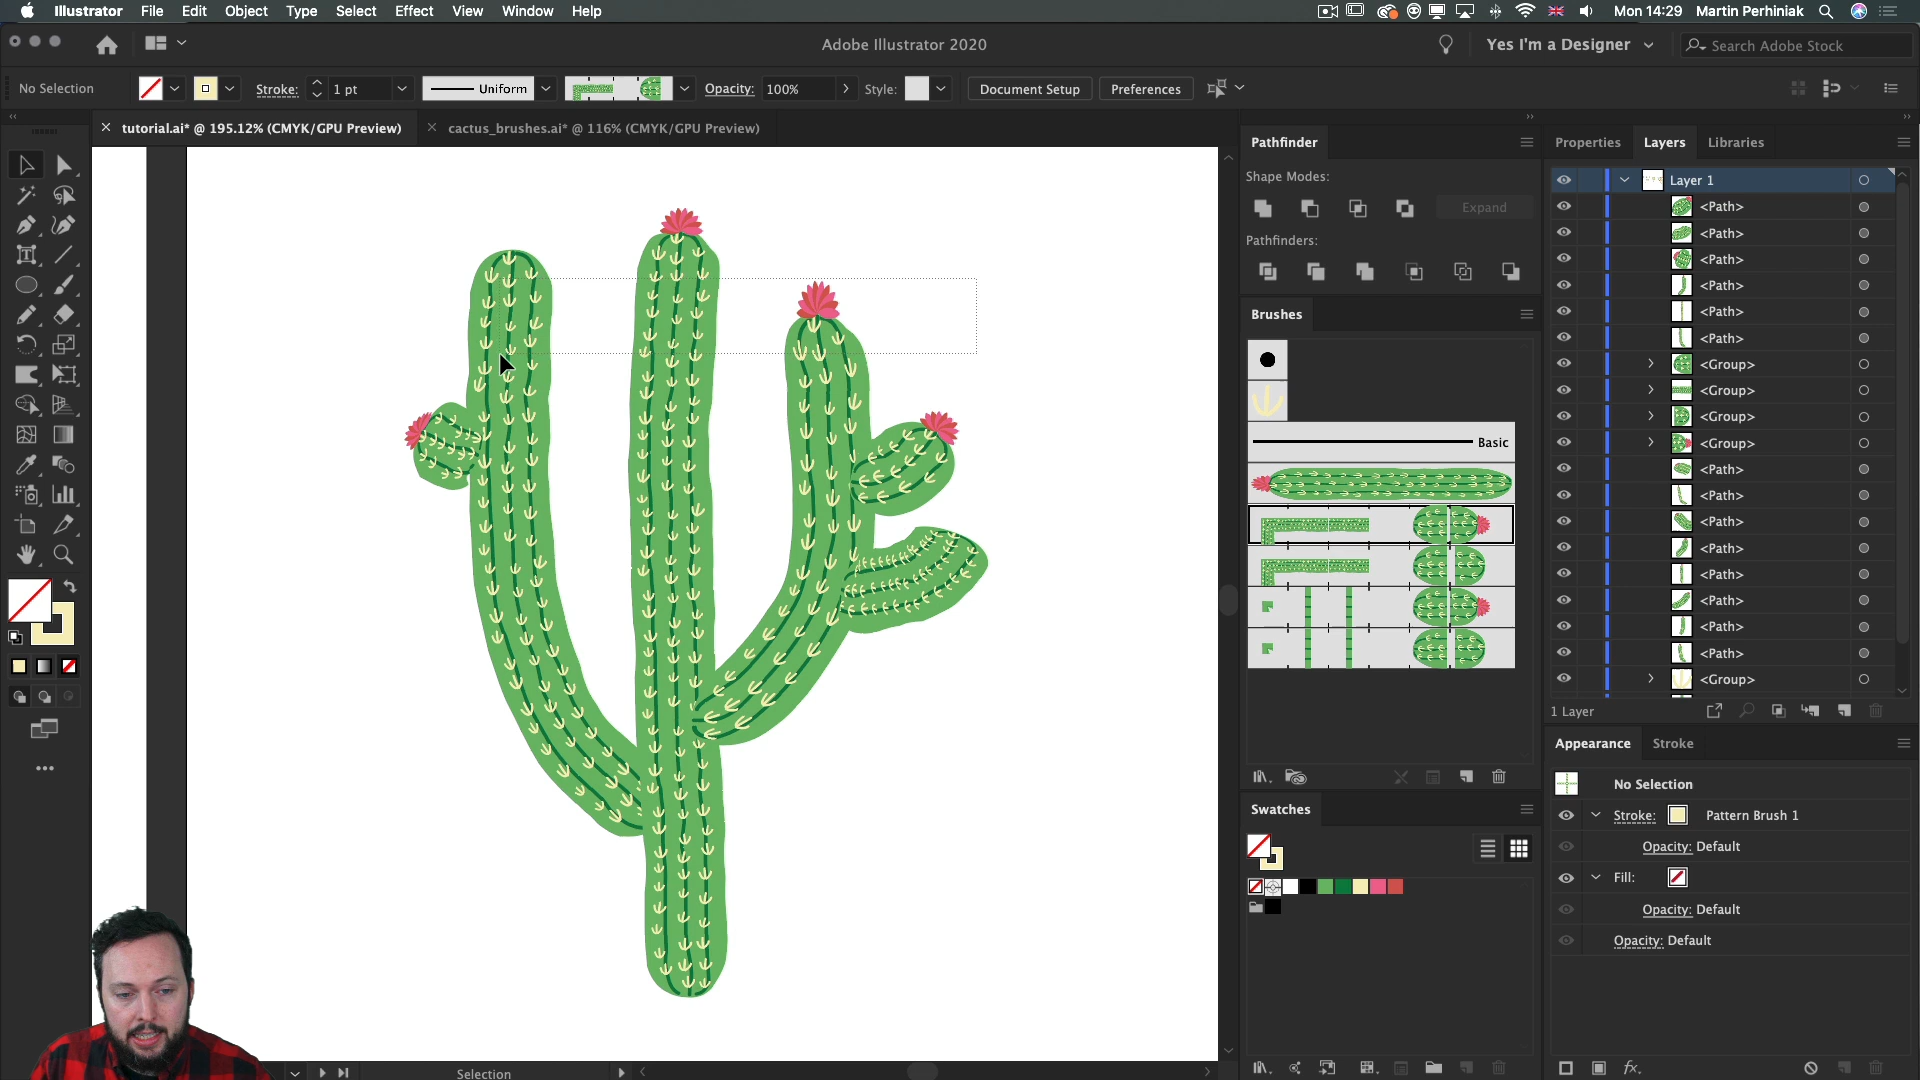 Illustrator File Edit Object Type Select Effect View Window Help Mon 14:29 Martin Perhiniak
Adobe Illustrator 2020 Yes I'm a Designer Search Adobe Stock
No Selection Stroke: 1 pt Uniform Opacity: 100% Style: Document Setup Preferences
tutorial.ai* @ 195.12% (CMYK/GPU Preview) cactus_brushes.ai* @ 116% (CMYK/GPU Preview)
Pathfinder
Shape Modes:
Expand
Pathfinders:
Brushes
Basic
Swatches
Properties Layers Libraries
Layer 1
<Path>
<Path>
<Path>
<Path>
<Path>
<Path>
<Group>
<Group>
<Group>
<Group>
<Path>
<Path>
<Path>
<Path>
<Path>
<Path>
<Path>
<Path>
<Group>
1 Layer
Appearance Stroke
No Selection
Stroke: Pattern Brush 1
Opacity: Default
Fill:
Opacity: Default
Opacity: Default
fx
Selection